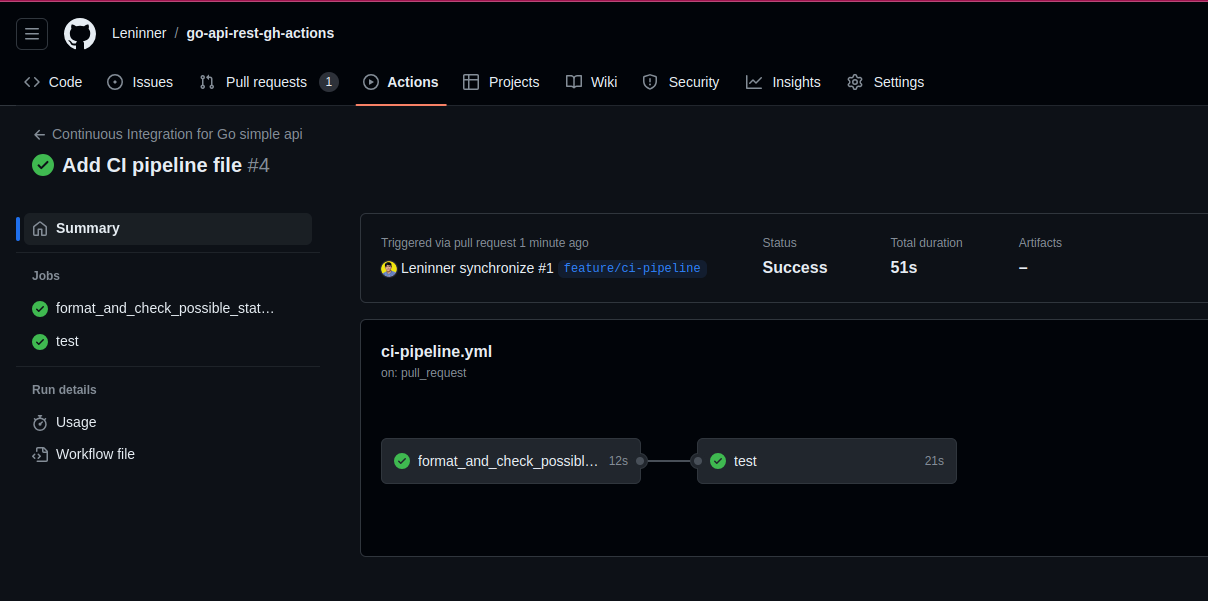 Leninner / go-api-rest-gh-actions
Code Issues Pull requests 1 Actions Projects Wiki Security Insights Settings
Continuous Integration for Go simple api
Add CI pipeline file #4
Summary
Jobs
format_and_check_possible_stat…
test
Run details
Usage
Workflow file
Triggered via pull request 1 minute ago
Leninner synchronize #1 feature/ci-pipeline
Status
Success
Total duration
51s
Artifacts
–
ci-pipeline.yml
on: pull_request
format_and_check_possibl… 12s
test 21s